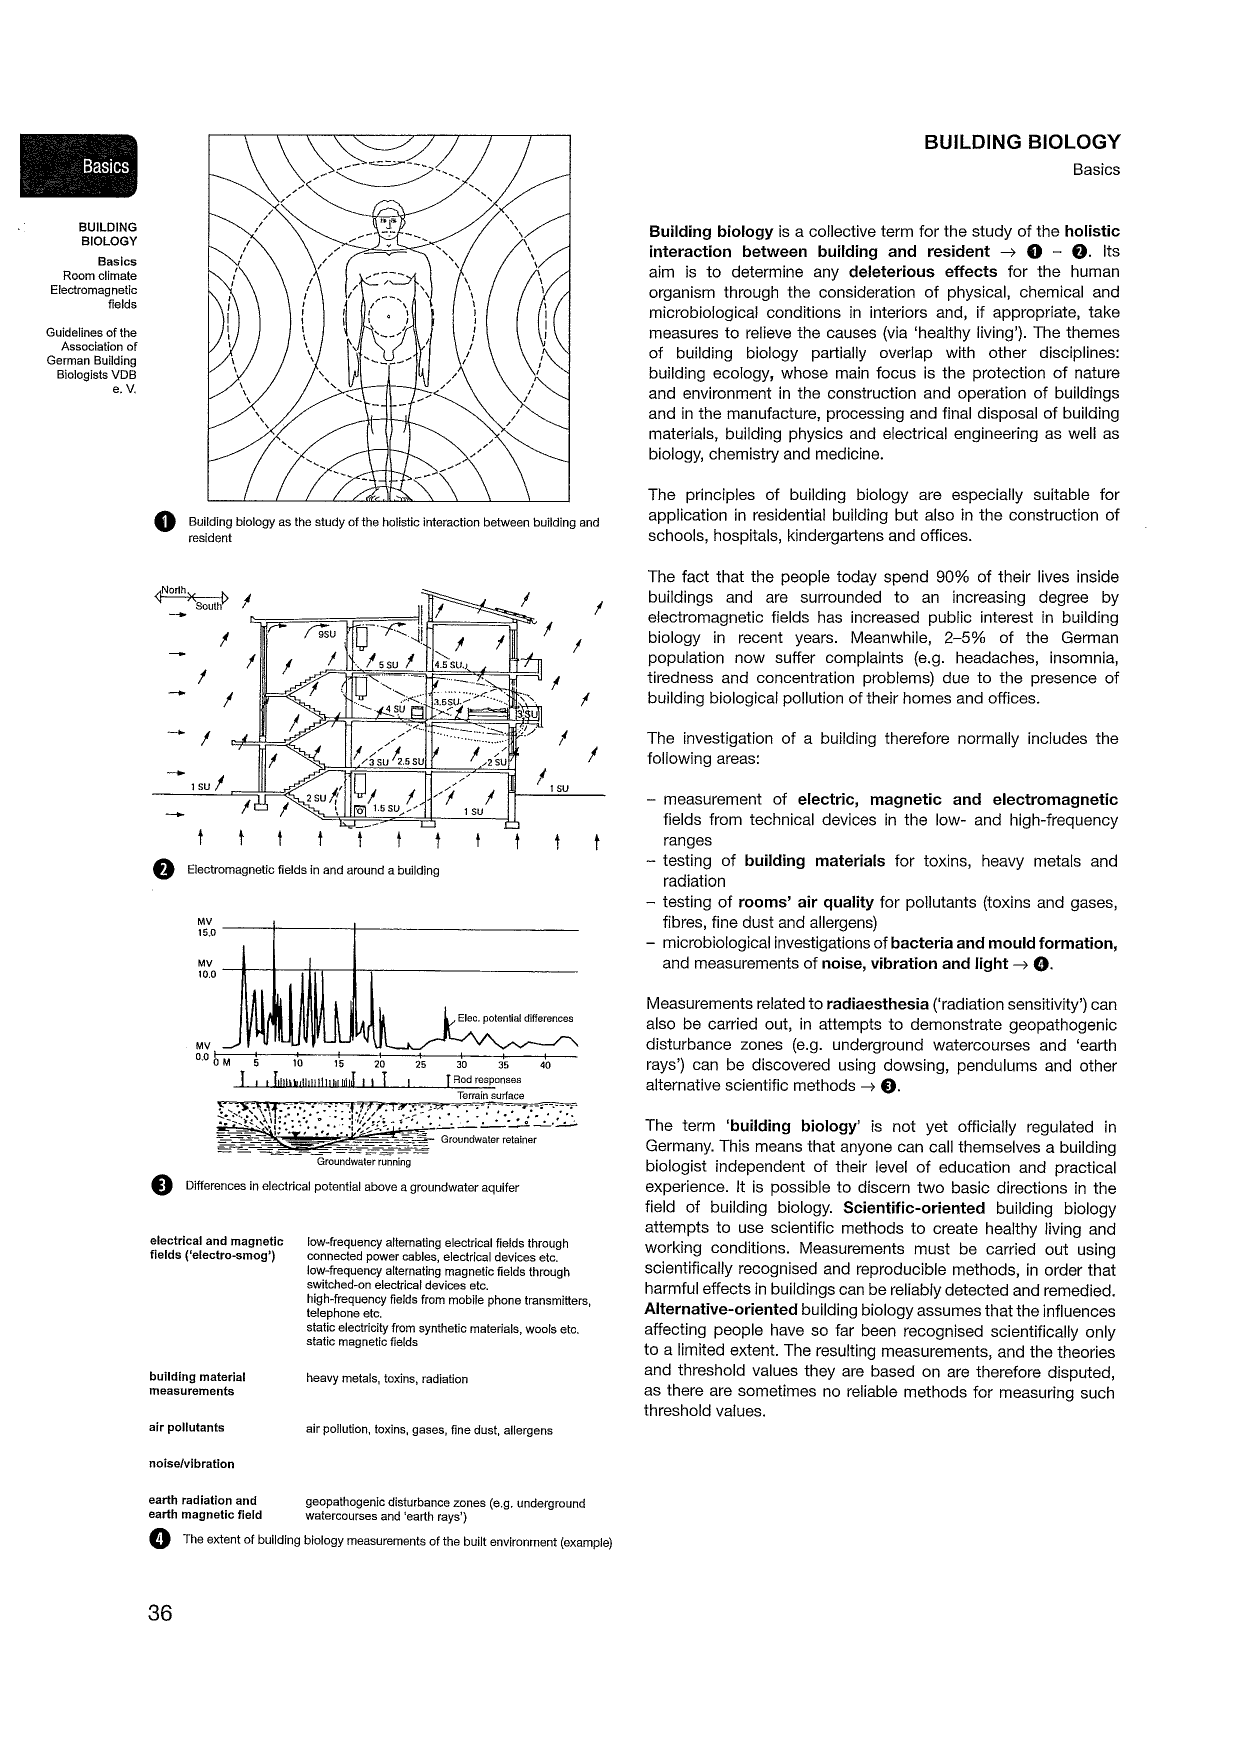 Basics
BUILDING
BIOLOGY
Basics
Room climate
Electromagnetic
fields
Guidelines of the
Association of
German Building
Biologists VDB
e. V.
1 Building biology as the study of the holistic interaction between building and
resident
North
South
9SU
5 SU
4.5 SU
3.5SU
4 SU
3 SU
3 SU
2.5 SU
2 SU
1 SU
2 SU
1.5 SU
1 SU
1 SU
2 Electromagnetic fields in and around a building
MV
15.0
MV
10.0
Elec. potential differences
MV
0.0
0 M 5 10 15 20 25 30 35 40
Rod responses
Terrain surface
Groundwater retainer
Groundwater running
3 Differences in electrical potential above a groundwater aquifer
electrical and magnetic
fields ('electro-smog')
low-frequency alternating electrical fields through
connected power cables, electrical devices etc.
low-frequency alternating magnetic fields through
switched-on electrical devices etc.
high-frequency fields from mobile phone transmitters,
telephone etc.
static electricity from synthetic materials, wools etc.
static magnetic fields
building material
measurements
heavy metals, toxins, radiation
air pollutants
air pollution, toxins, gases, fine dust, allergens
noise/vibration
earth radiation and
earth magnetic field
geopathogenic disturbance zones (e.g. underground
watercourses and 'earth rays')
4 The extent of building biology measurements of the built environment (example)
36
BUILDING BIOLOGY
Basics
Building biology is a collective term for the study of the holistic
interaction between building and resident → 1 – 2. Its
aim is to determine any deleterious effects for the human
organism through the consideration of physical, chemical and
microbiological conditions in interiors and, if appropriate, take
measures to relieve the causes (via 'healthy living'). The themes
of building biology partially overlap with other disciplines:
building ecology, whose main focus is the protection of nature
and environment in the construction and operation of buildings
and in the manufacture, processing and final disposal of building
materials, building physics and electrical engineering as well as
biology, chemistry and medicine.
The principles of building biology are especially suitable for
application in residential building but also in the construction of
schools, hospitals, kindergartens and offices.
The fact that the people today spend 90% of their lives inside
buildings and are surrounded to an increasing degree by
electromagnetic fields has increased public interest in building
biology in recent years. Meanwhile, 2–5% of the German
population now suffer complaints (e.g. headaches, insomnia,
tiredness and concentration problems) due to the presence of
building biological pollution of their homes and offices.
The investigation of a building therefore normally includes the
following areas:
– measurement of electric, magnetic and electromagnetic
fields from technical devices in the low- and high-frequency
ranges
– testing of building materials for toxins, heavy metals and
radiation
– testing of rooms' air quality for pollutants (toxins and gases,
fibres, fine dust and allergens)
– microbiological investigations of bacteria and mould formation,
and measurements of noise, vibration and light → 4.
Measurements related to radiaesthesia ('radiation sensitivity') can
also be carried out, in attempts to demonstrate geopathogenic
disturbance zones (e.g. underground watercourses and 'earth
rays') can be discovered using dowsing, pendulums and other
alternative scientific methods → 3.
The term 'building biology' is not yet officially regulated in
Germany. This means that anyone can call themselves a building
biologist independent of their level of education and practical
experience. It is possible to discern two basic directions in the
field of building biology. Scientific-oriented building biology
attempts to use scientific methods to create healthy living and
working conditions. Measurements must be carried out using
scientifically recognised and reproducible methods, in order that
harmful effects in buildings can be reliably detected and remedied.
Alternative-oriented building biology assumes that the influences
affecting people have so far been recognised scientifically only
to a limited extent. The resulting measurements, and the theories
and threshold values they are based on are therefore disputed,
as there are sometimes no reliable methods for measuring such
threshold values.